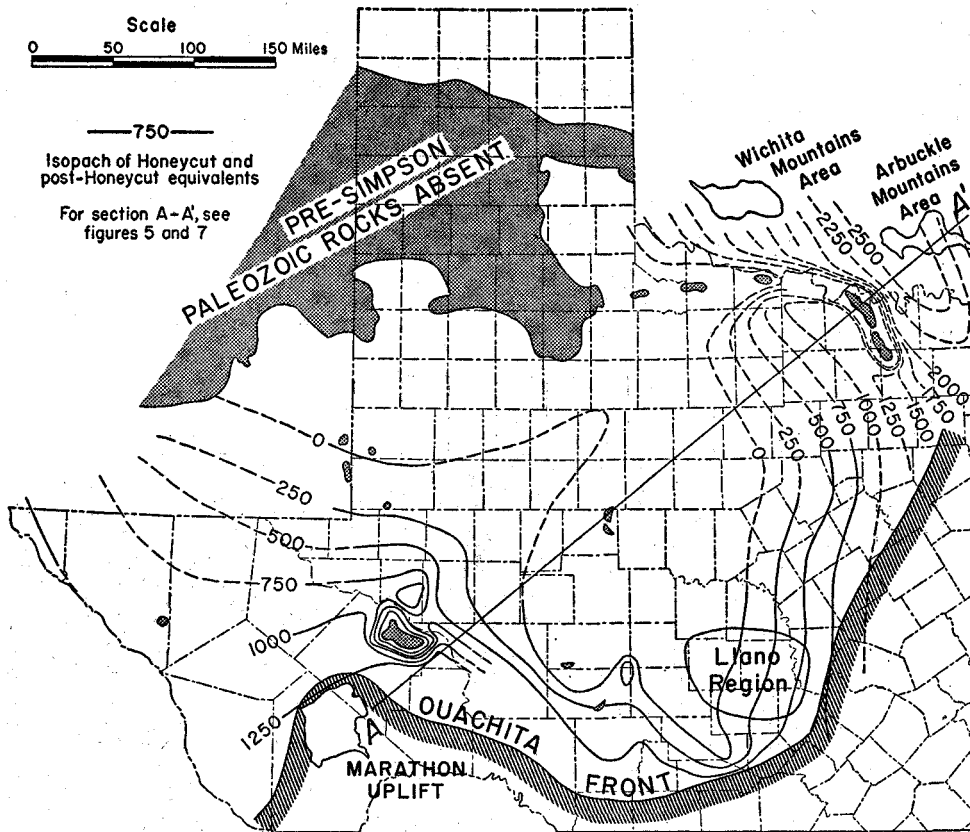 Scale
0 50 100 150 Miles
750
Isopach of Honeycut and
post-Honeycut equivalents
For section A-A', see
figures 5 and 7
PRE-SIMPSON
PALEOZOIC ROCKS ABSENT
Wichita
Mountains
Area
Arbuckle
Mountains
Area
A'
2500
2250
2000
1750
1500
1000
750
500
250
0
0
250
500
750
1000
1250
Llano
Region
A
OUACHITA
FRONT
MARATHON
UPLIFT